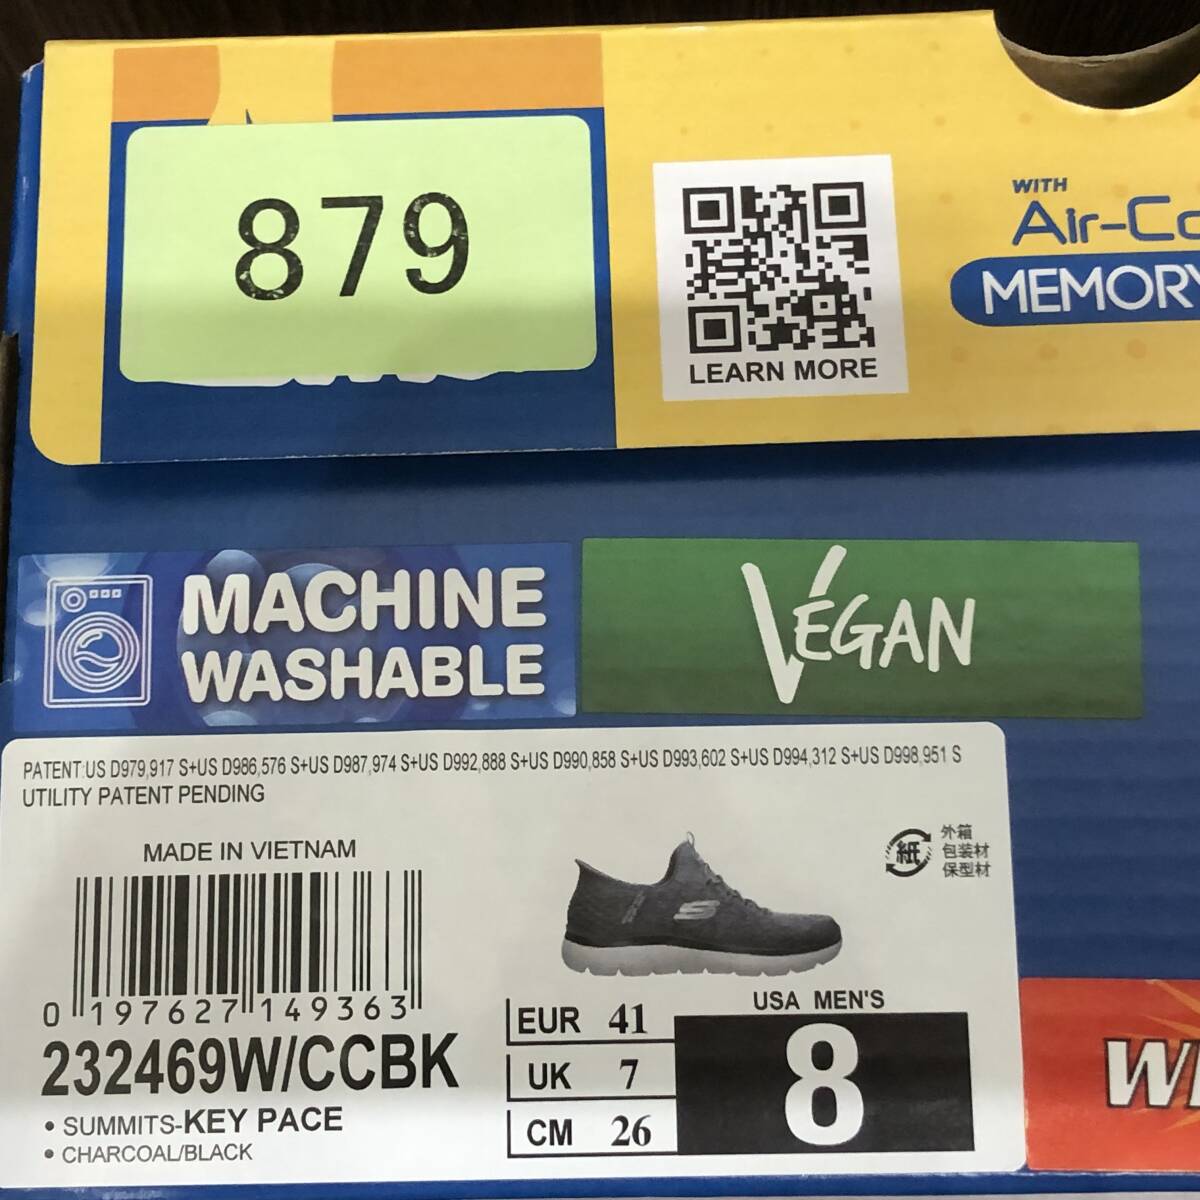 879
LEARN MORE
WITH
Air-Co
MEMORY
MACHINE
WASHABLE
VEGAN
PATENT:US D979,917 S+US D986,576 S+US D987,974 S+US D992,888 S+US D990,858 S+US D993,602 S+US D994,312 S+US D998,951 S
UTILITY PATENT PENDING
MADE IN VIETNAM
紙
外箱
包装材
保型材
0 197627 149363
232469W/CCBK
• SUMMITS-KEY PACE
• CHARCOAL/BLACK
EUR 41
UK 7
CM 26
USA MEN'S
8